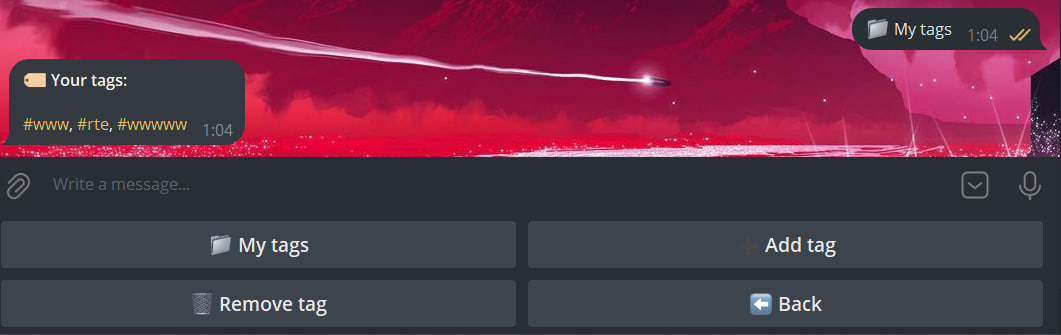 📁 My tags 1:04
🏷️ Your tags:
#www, #rte, #wwwww 1:04
Write a message...
📁 My tags
➕ Add tag
🗑️ Remove tag
⬅️ Back